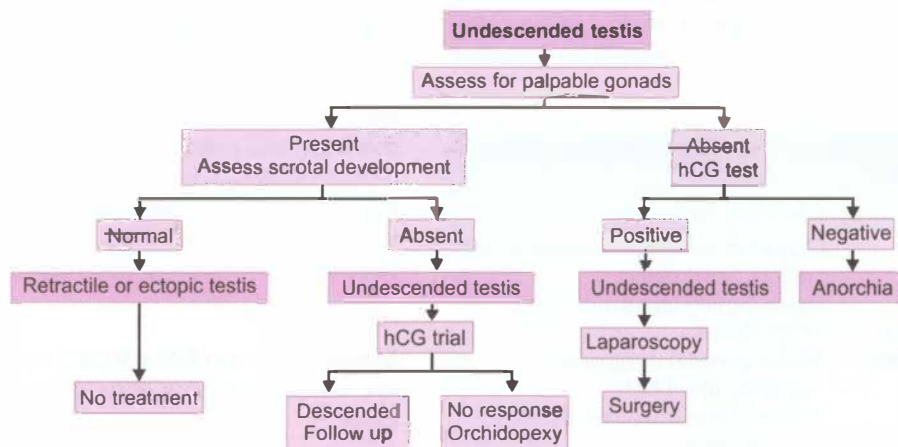 Undescended testis
Assess for palpable gonads
Present
Assess scrotal development
Absent
hCG test
Normal
Absent
Positive
Negative
Retractile or ectopic testis
Undescended testis
Undescended testis
Anorchia
hCG trial
Laparoscopy
No treatment
Descended
Follow up
No response
Orchidopexy
Surgery